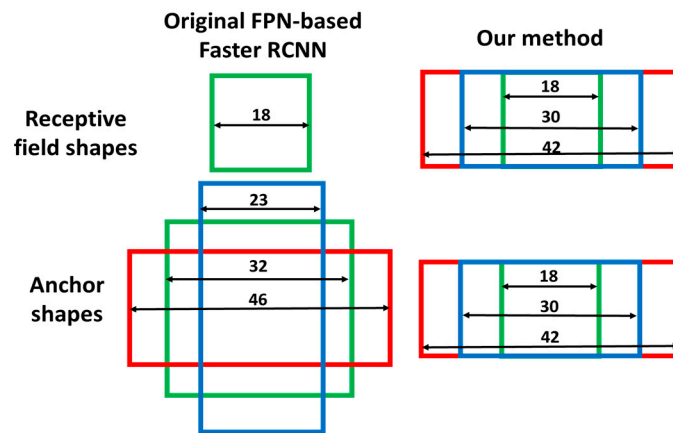 Original FPN-based
Faster RCNN
Our method
Receptive
field shapes
18
18
30
42
Anchor
shapes
23
32
46
18
30
42